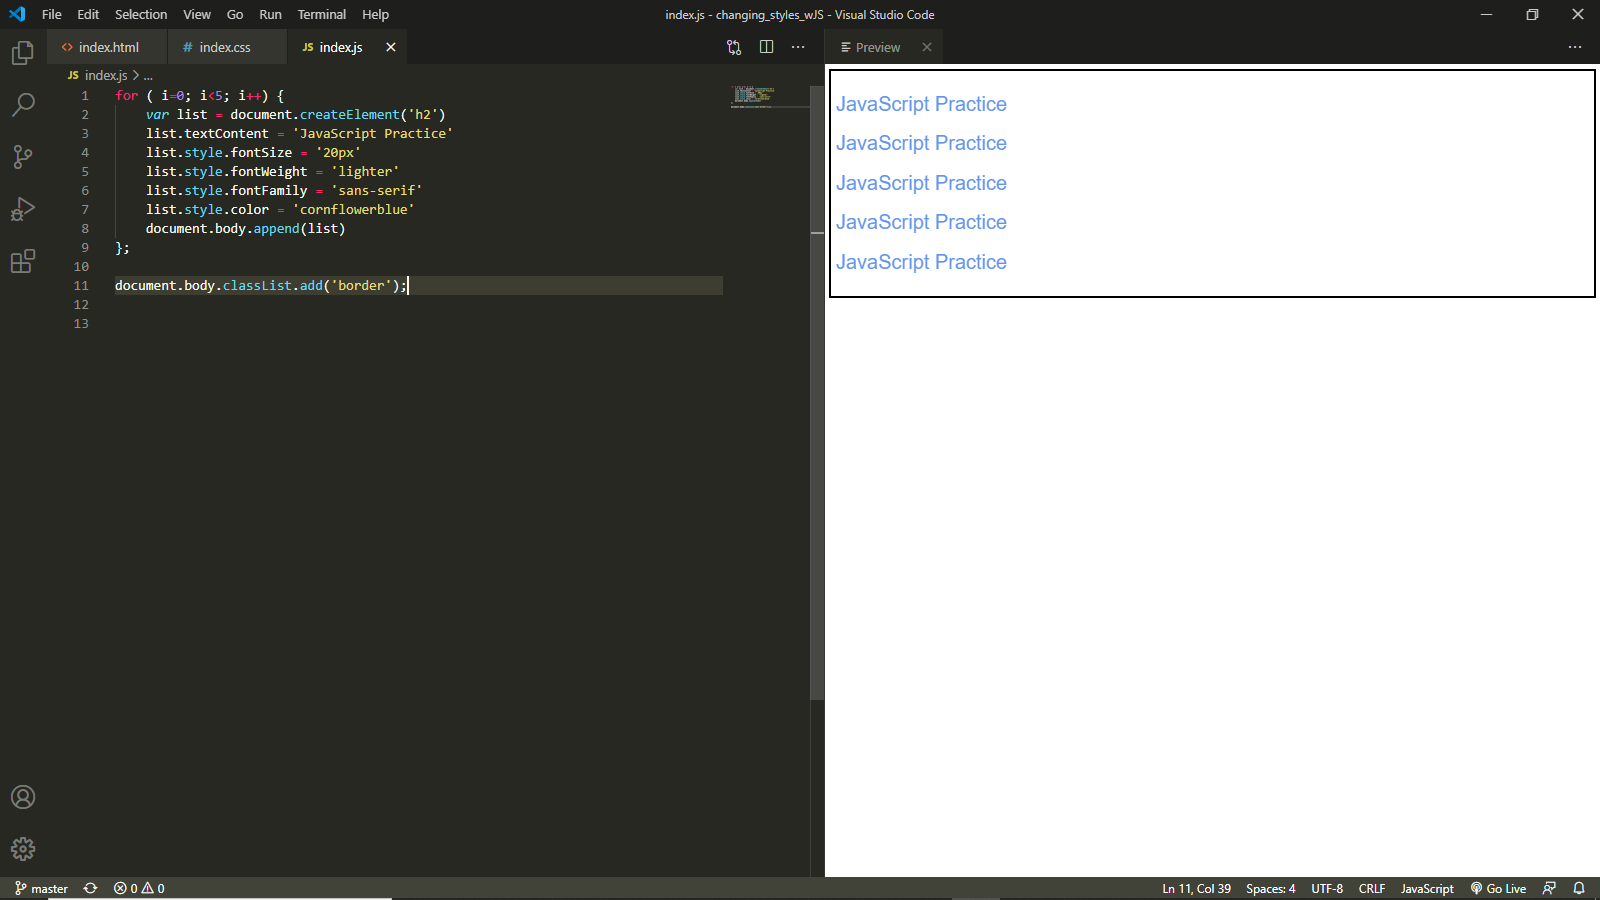 File Edit Selection View Go Run Terminal Help
index.js - changing_styles_wJS - Visual Studio Code
<> index.html # index.css JS index.js
Preview
JS index.js > ...
1 for ( i=0; i<5; i++) {
2 var list = document.createElement('h2')
3 list.textContent = 'JavaScript Practice'
4 list.style.fontSize = '20px'
5 list.style.fontWeight = 'lighter'
6 list.style.fontFamily = 'sans-serif'
7 list.style.color = 'cornflowerblue'
8 document.body.append(list)
9 };
10
11 document.body.classList.add('border');
12
13
JavaScript Practice
JavaScript Practice
JavaScript Practice
JavaScript Practice
JavaScript Practice
master 0 0
Ln 11, Col 39 Spaces: 4 UTF-8 CRLF JavaScript Go Live